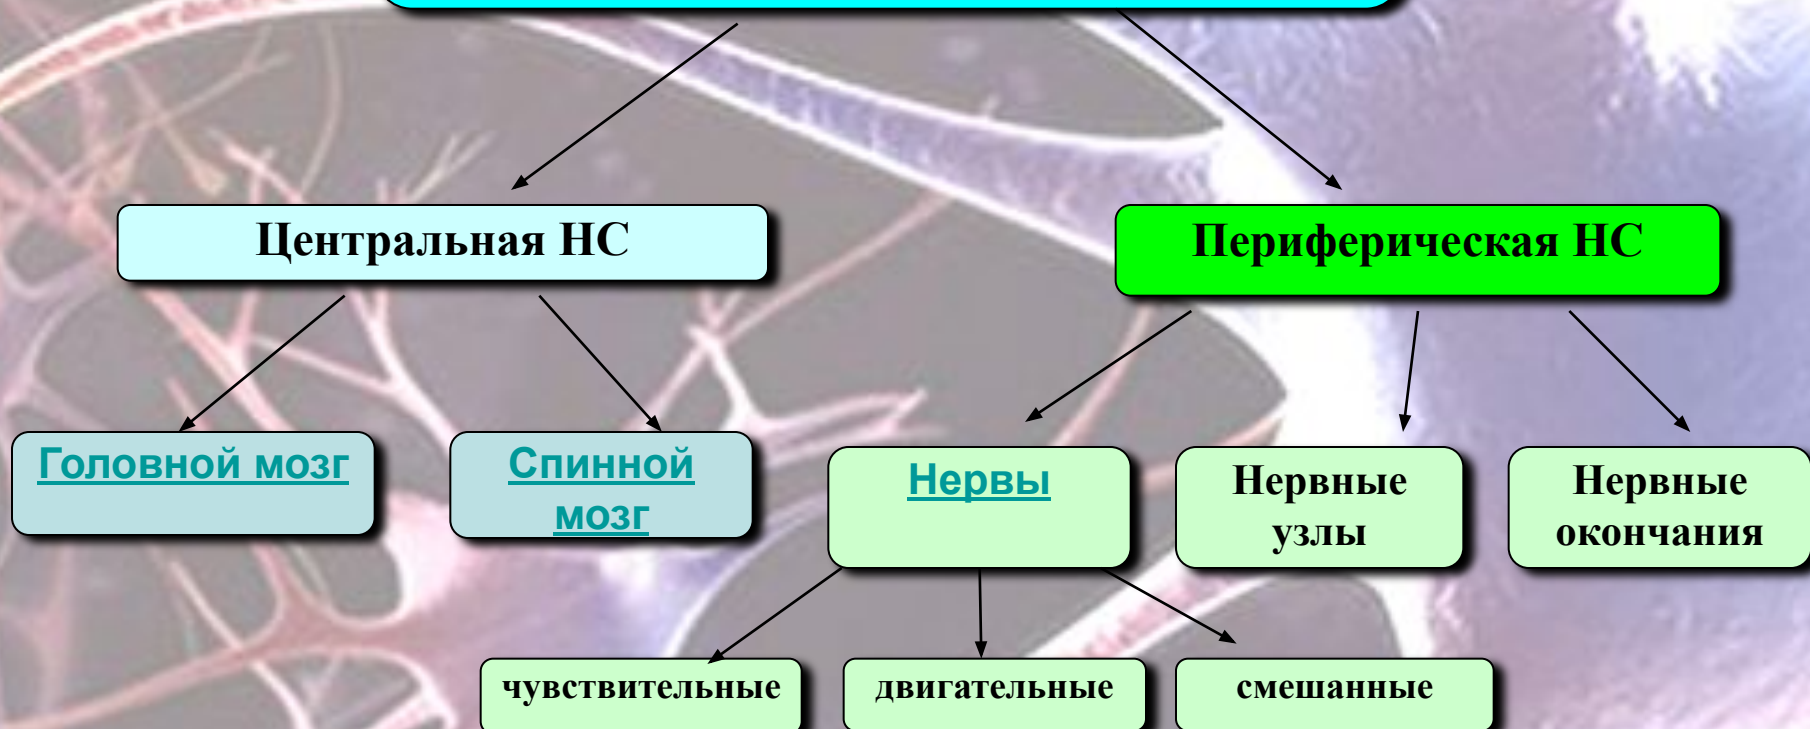 Центральная НС
Периферическая НС
Головной мозг
Спинной
мозг
Нервы
Нервные
узлы
Нервные
окончания
чувствительные
двигательные
смешанные